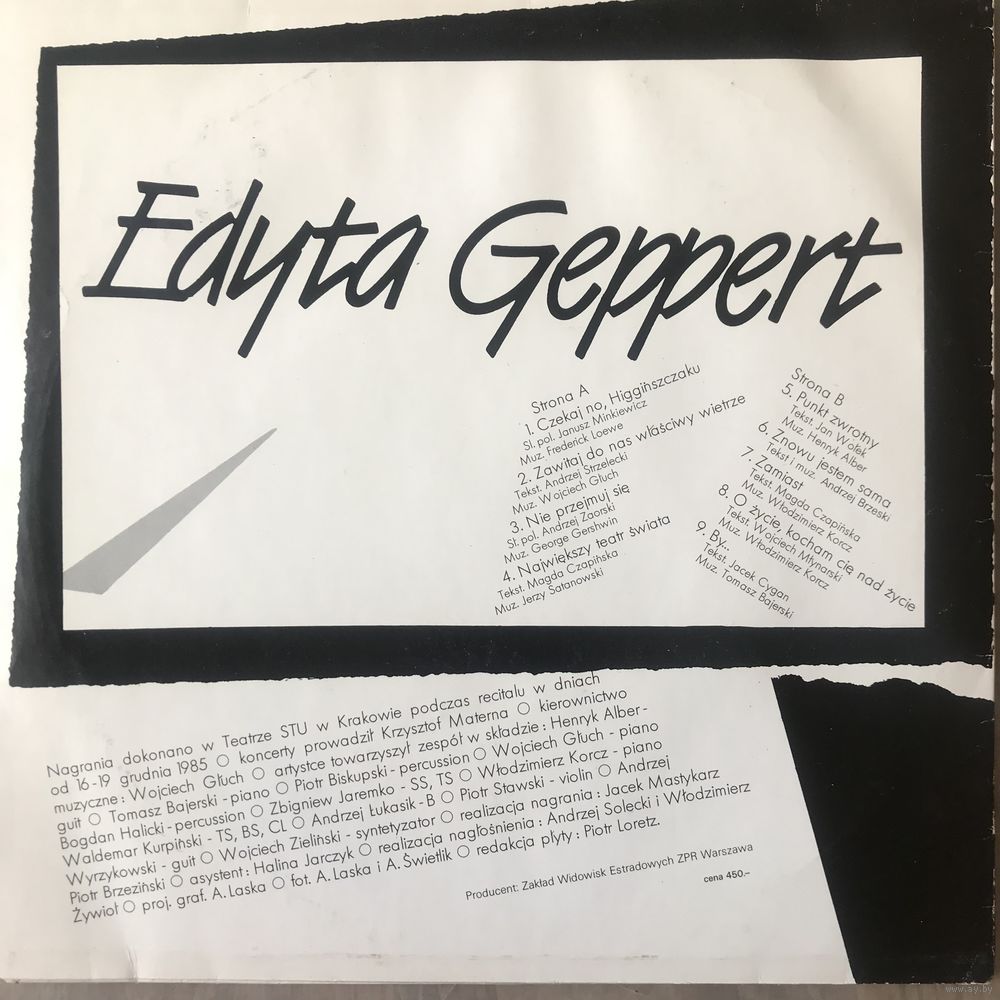 Edyta Geppert
Strona A
1. Czekaj no, Higgihszczaku
Sł. pol. Janusz Minkiewicz
Muz. Frederick Loewe
2. Zawitaj do nas właściwy wietrze
Tekst. Andrzej Strzelecki
Muz. Wojciech Głuch
3. Nie przejmuj się
Sł. pol. Andrzej Zaorski
Muz. George Gershwin
4. Największy teatr świata
Tekst. Magda Czapińska
Muz. Jerzy Satanowski
Strona B
5. Punkt zwrotny
Tekst. Jan Wołek
Muz. Henryk Alber
6. Znowu jestem sama
Tekst i muz. Andrzej Brzeski
7. Zamiast
Tekst. Magda Czapińska
Muz. Włodzimierz Korcz
8. O życie, kocham cię nad życie
Tekst. Wojciech Młynarski
Muz. Włodzimierz Korcz
9. By...
Tekst. Jacek Cygan
Muz. Tomasz Bajerski
Nagrania dokonano w Teatrze STU w Krakowie podczas recitalu w dniach
od 16-19 grudnia 1985 O koncerty prowadził Krzysztof Materna O kierownictwo
muzyczne: Wojciech Głuch O artystce towarzyszył zespół w składzie: Henryk Alber-
guit O Tomasz Bajerski - piano O Piotr Biskupski - percussion O Wojciech Głuch - piano
Bogdan Halicki - percussion O Zbigniew Jaremko - SS, TS O Włodzimierz Korcz - piano
Waldemar Kurpiński - TS, BS, CL O Andrzej Łukasik - B O Piotr Stawski - violin O Andrzej
Wyrzykowski - guit O Wojciech Zieliński - syntetyzator O realizacja nagrania: Jacek Mastykarz
Piotr Brzeziński O asystent: Halina Jarczyk O realizacja nagłośnienia: Andrzej Solecki i Włodzimierz
Żywioł O proj. graf. A. Laska O fot. A. Laska i A. Świetlik O redakcja płyty: Piotr Loretz.
Producent: Zakład Widowisk Estradowych ZPR Warszawa
cena 450.-
www.ay.by